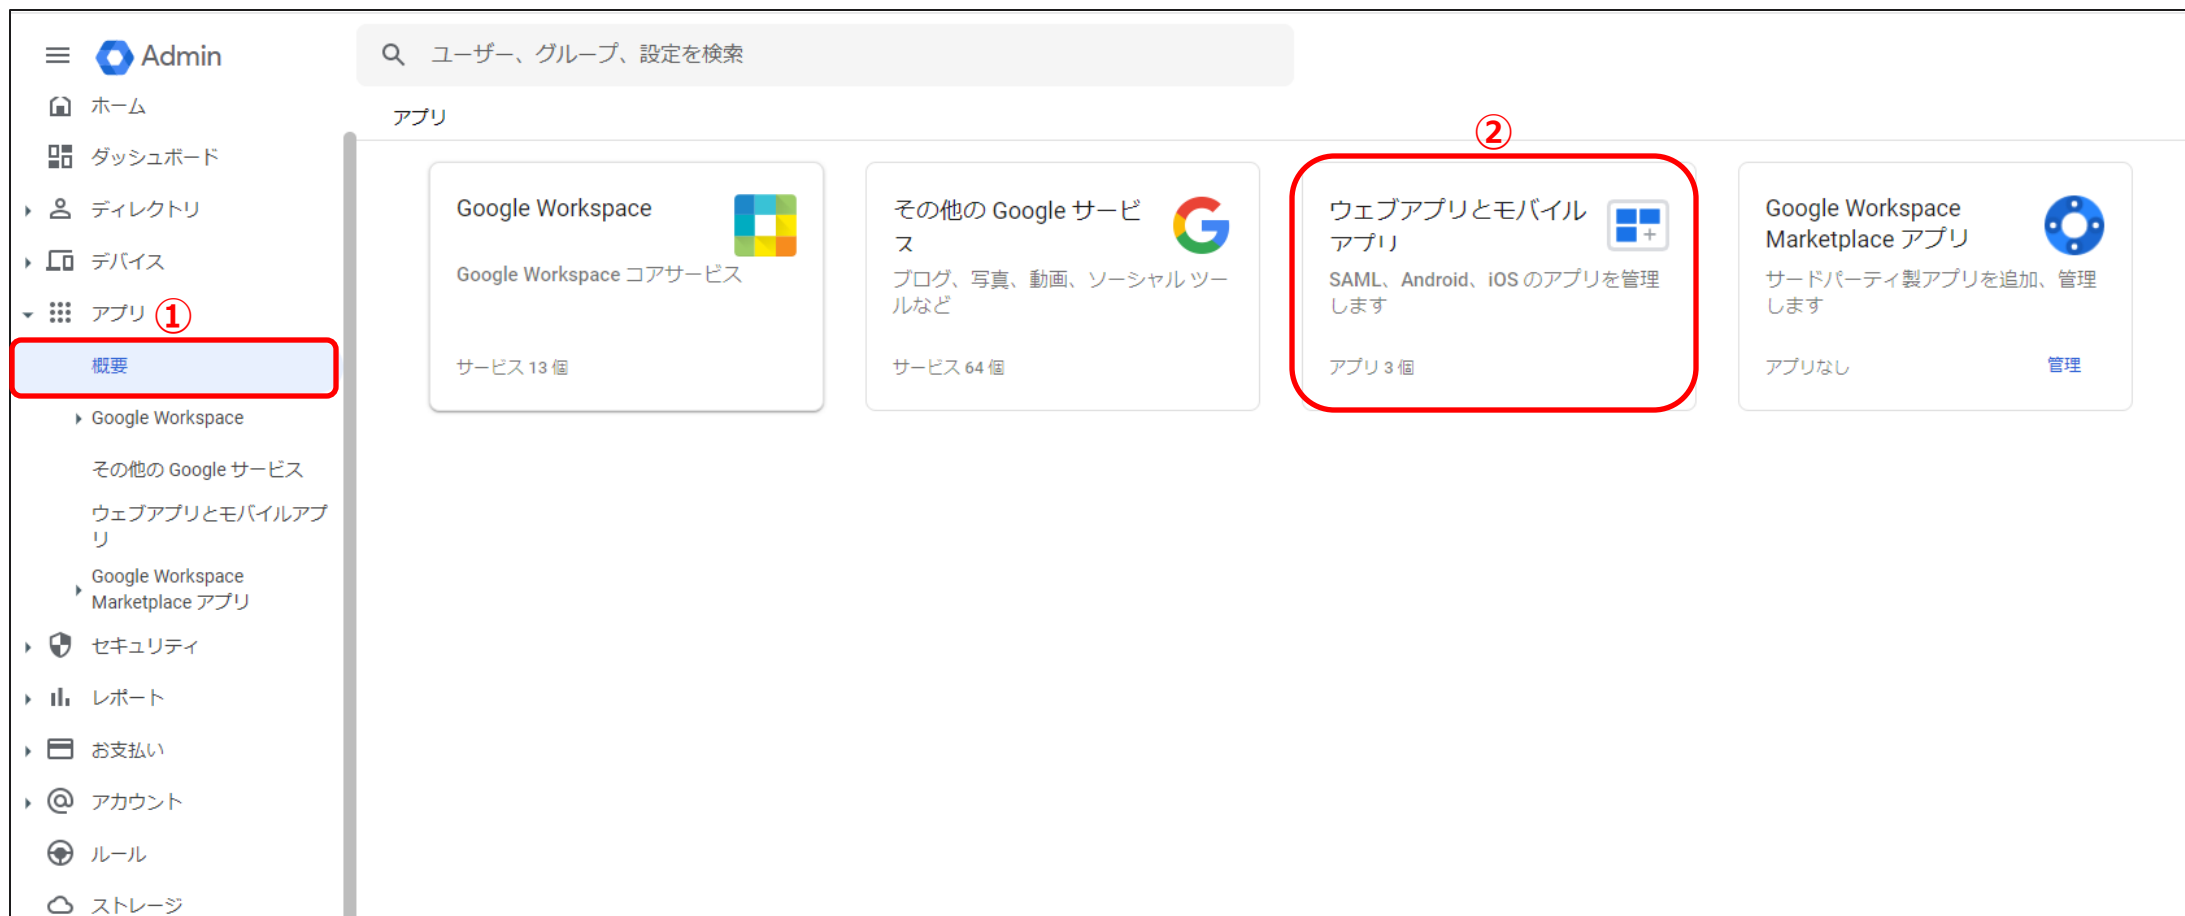 Admin
ユーザー、グループ、設定を検索
ホーム
ダッシュボード
ディレクトリ
デバイス
アプリ ①
概要
Google Workspace
その他の Google サービス
ウェブアプリとモバイルアプ
リ
Google Workspace
Marketplace アプリ
セキュリティ
レポート
お支払い
アカウント
ルール
ストレージ
アプリ
Google Workspace
Google Workspace コアサービス
サービス 13 個
その他の Google サービ
ス
ブログ、写真、動画、ソーシャル ツー
ルなど
サービス 64 個
②
ウェブアプリとモバイル
アプリ
SAML、Android、iOS のアプリを管理
します
アプリ 3 個
Google Workspace
Marketplace アプリ
サードパーティ製アプリを追加、管理
します
アプリなし 管理